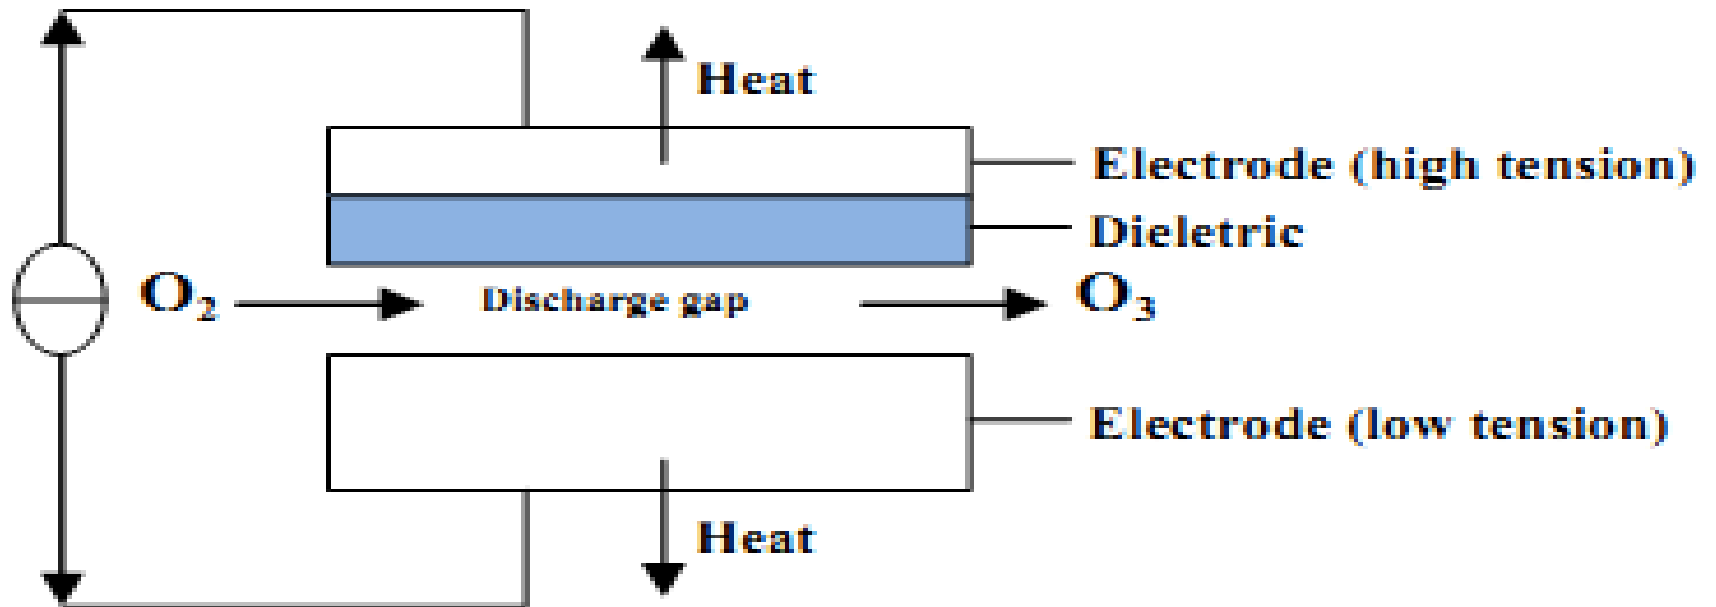 Heat
Electrode (high tension)
Dieletric
O₂
Discharge gap
O₃
Electrode (low tension)
Heat